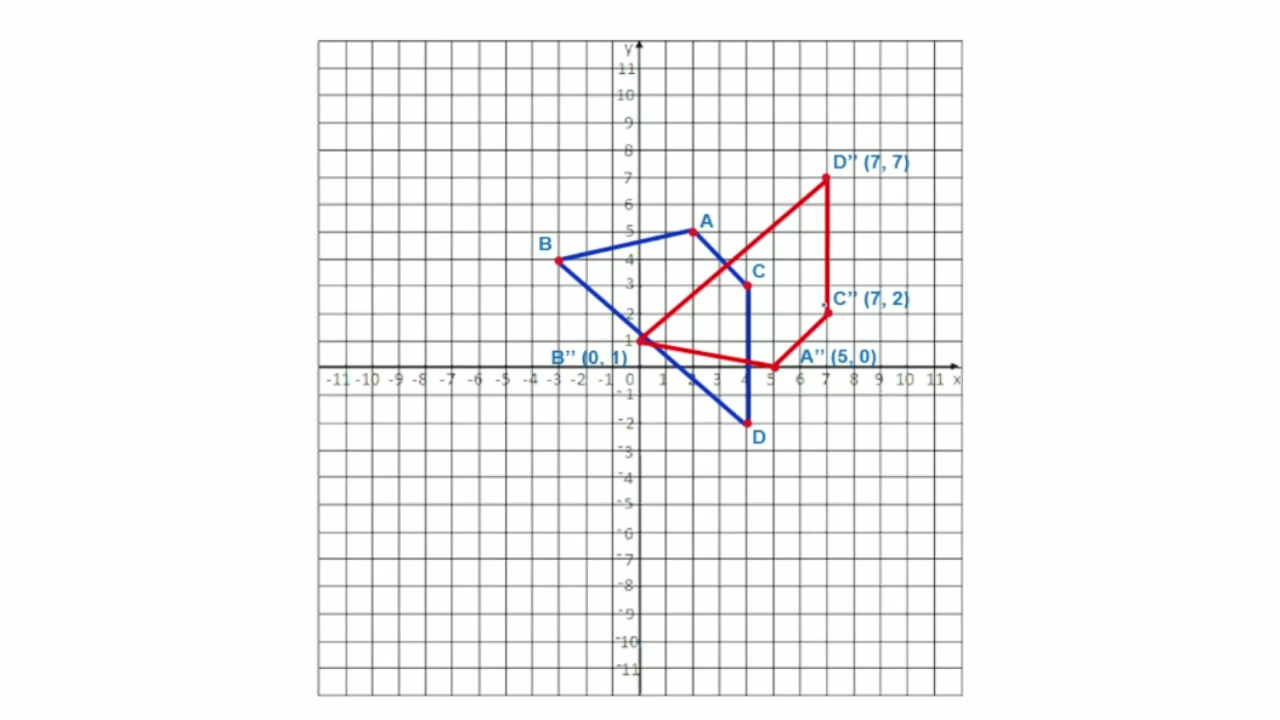 y
11
10
9
8
D” (7, 7)
7
6
A
5
B
4
C
3
C” (7, 2)
2
1
B” (0, 1)
A” (5, 0)
-11 -10 -9 -8 -7 -6 -5 -4 -3 -2 -1 0 1 2 3 4 5 6 7 8 9 10 11 x
-1
-2
D
-3
-4
-5
-6
-7
-8
-9
-10
-11